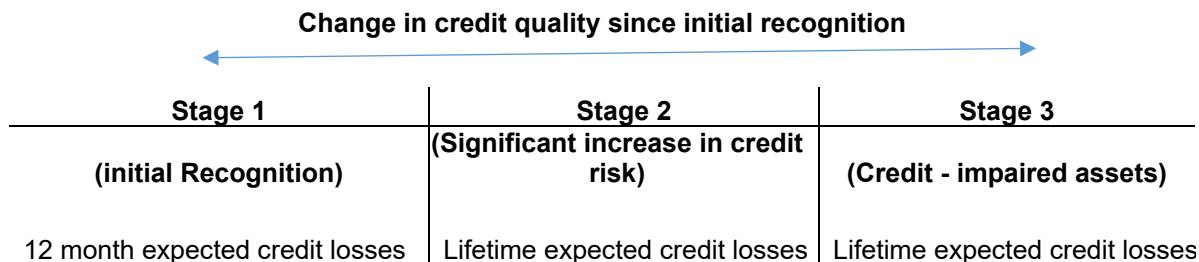 Change in credit quality since initial recognition
Stage 1 Stage 2 Stage 3
(initial Recognition) (Significant increase in credit risk) (Credit - impaired assets)
12 month expected credit losses Lifetime expected credit losses Lifetime expected credit losses